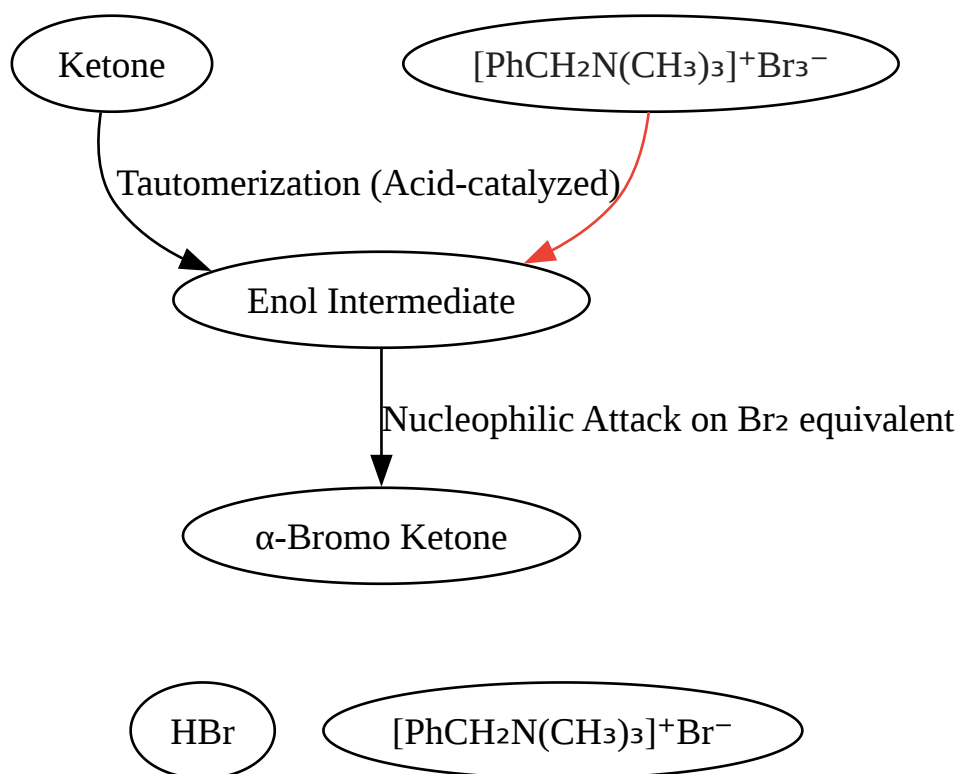 Ketone
[PhCH₂N(CH₃)₃]⁺Br₃⁻
Tautomerization (Acid-catalyzed)
Enol Intermediate
Nucleophilic Attack on Br₂ equivalent
α-Bromo Ketone
HBr
[PhCH₂N(CH₃)₃]⁺Br⁻